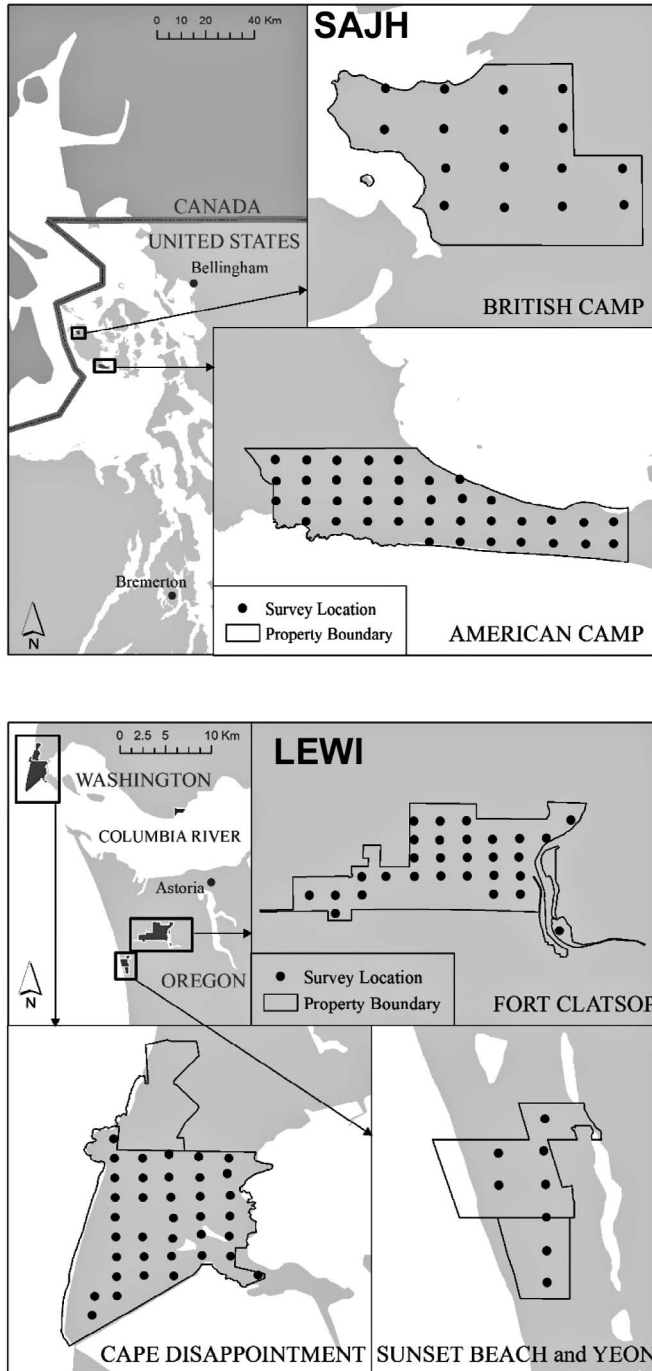 0 10 20 40 Km
SAJH
CANADA
UNITED STATES
Bellingham
BRITISH CAMP
Bremerton
N
Survey Location
Property Boundary
AMERICAN CAMP
0 2.5 5 10 Km
LEWI
WASHINGTON
COLUMBIA RIVER
Astoria
OREGON
N
Survey Location
Property Boundary
FORT CLATSOP
CAPE DISAPPOINTMENT
SUNSET BEACH and YEON